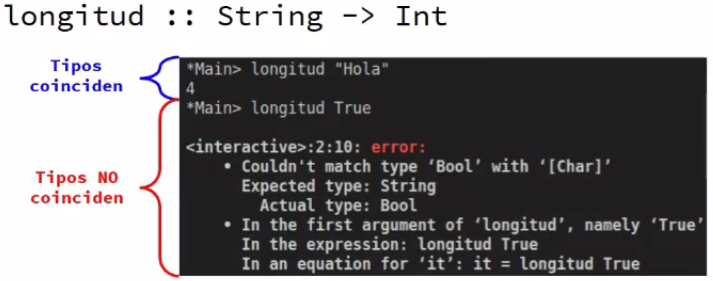 longitud :: String -> Int
Tipos
coinciden
*Main> longitud "Hola"
4
*Main> longitud True
Tipos NO
coinciden
<interactive>:2:10: error:
• Couldn't match type ‘Bool’ with ‘[Char]’
Expected type: String
Actual type: Bool
• In the first argument of ‘longitud’, namely ‘True’
In the expression: longitud True
In an equation for ‘it’: it = longitud True